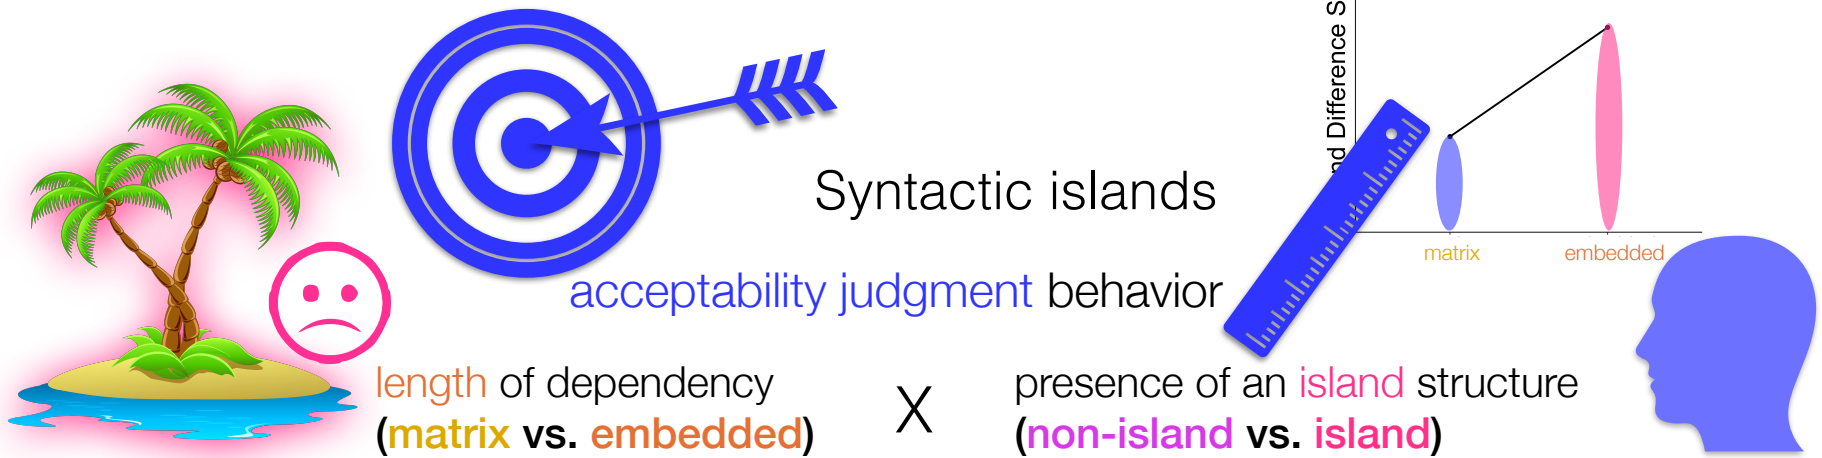 Difference
matrix embedded
Syntactic islands
acceptability judgment behavior
length of dependency
(matrix vs. embedded)
X
presence of an island structure
(non-island vs. island)